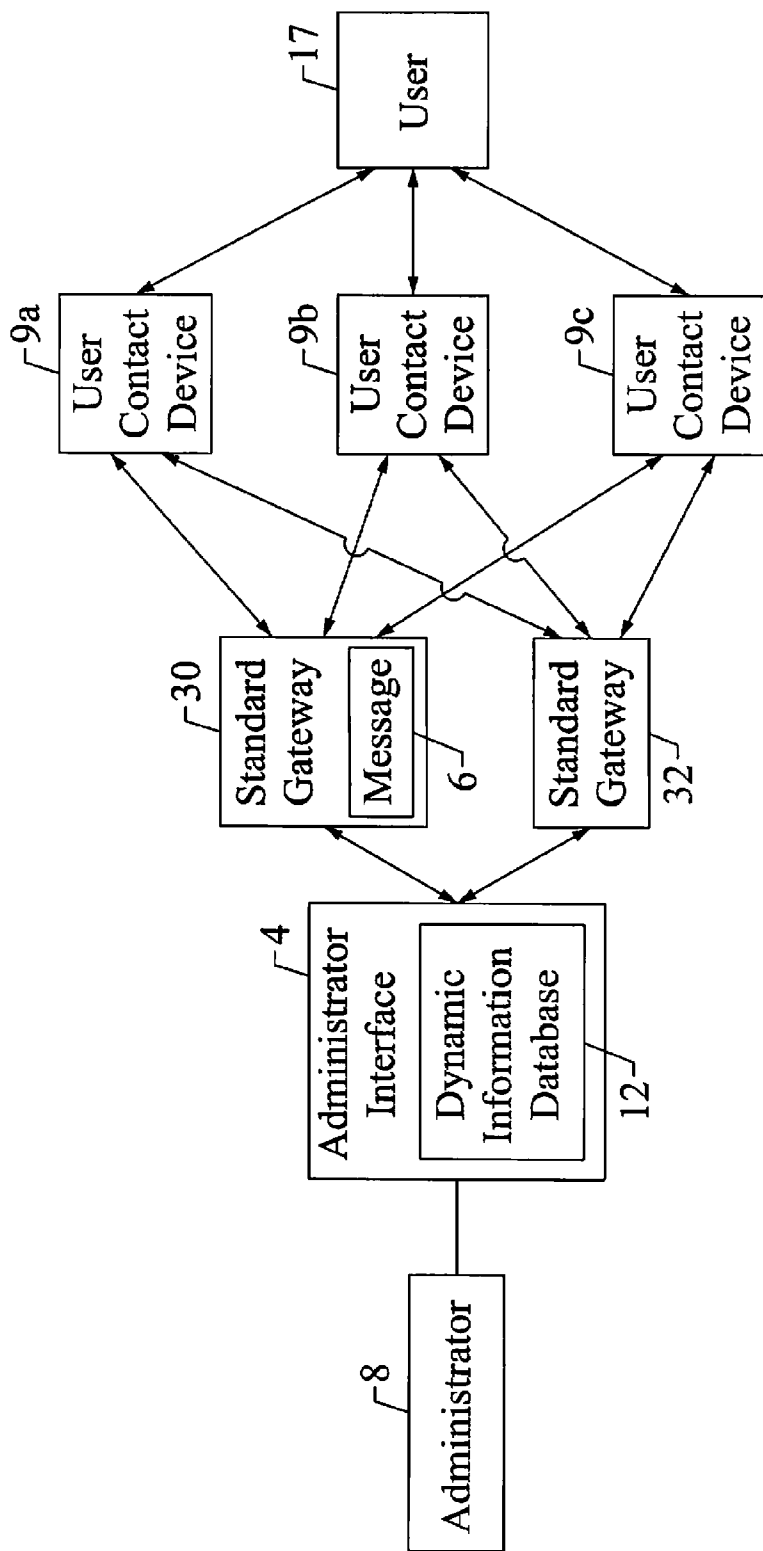 8
Administrator
4
Administrator
Interface
Dynamic
Information
Database
12
30
Standard
Gateway
Message
6
Standard
Gateway
32
9a
User
Contact
Device
9b
User
Contact
Device
9c
User
Contact
Device
17
User